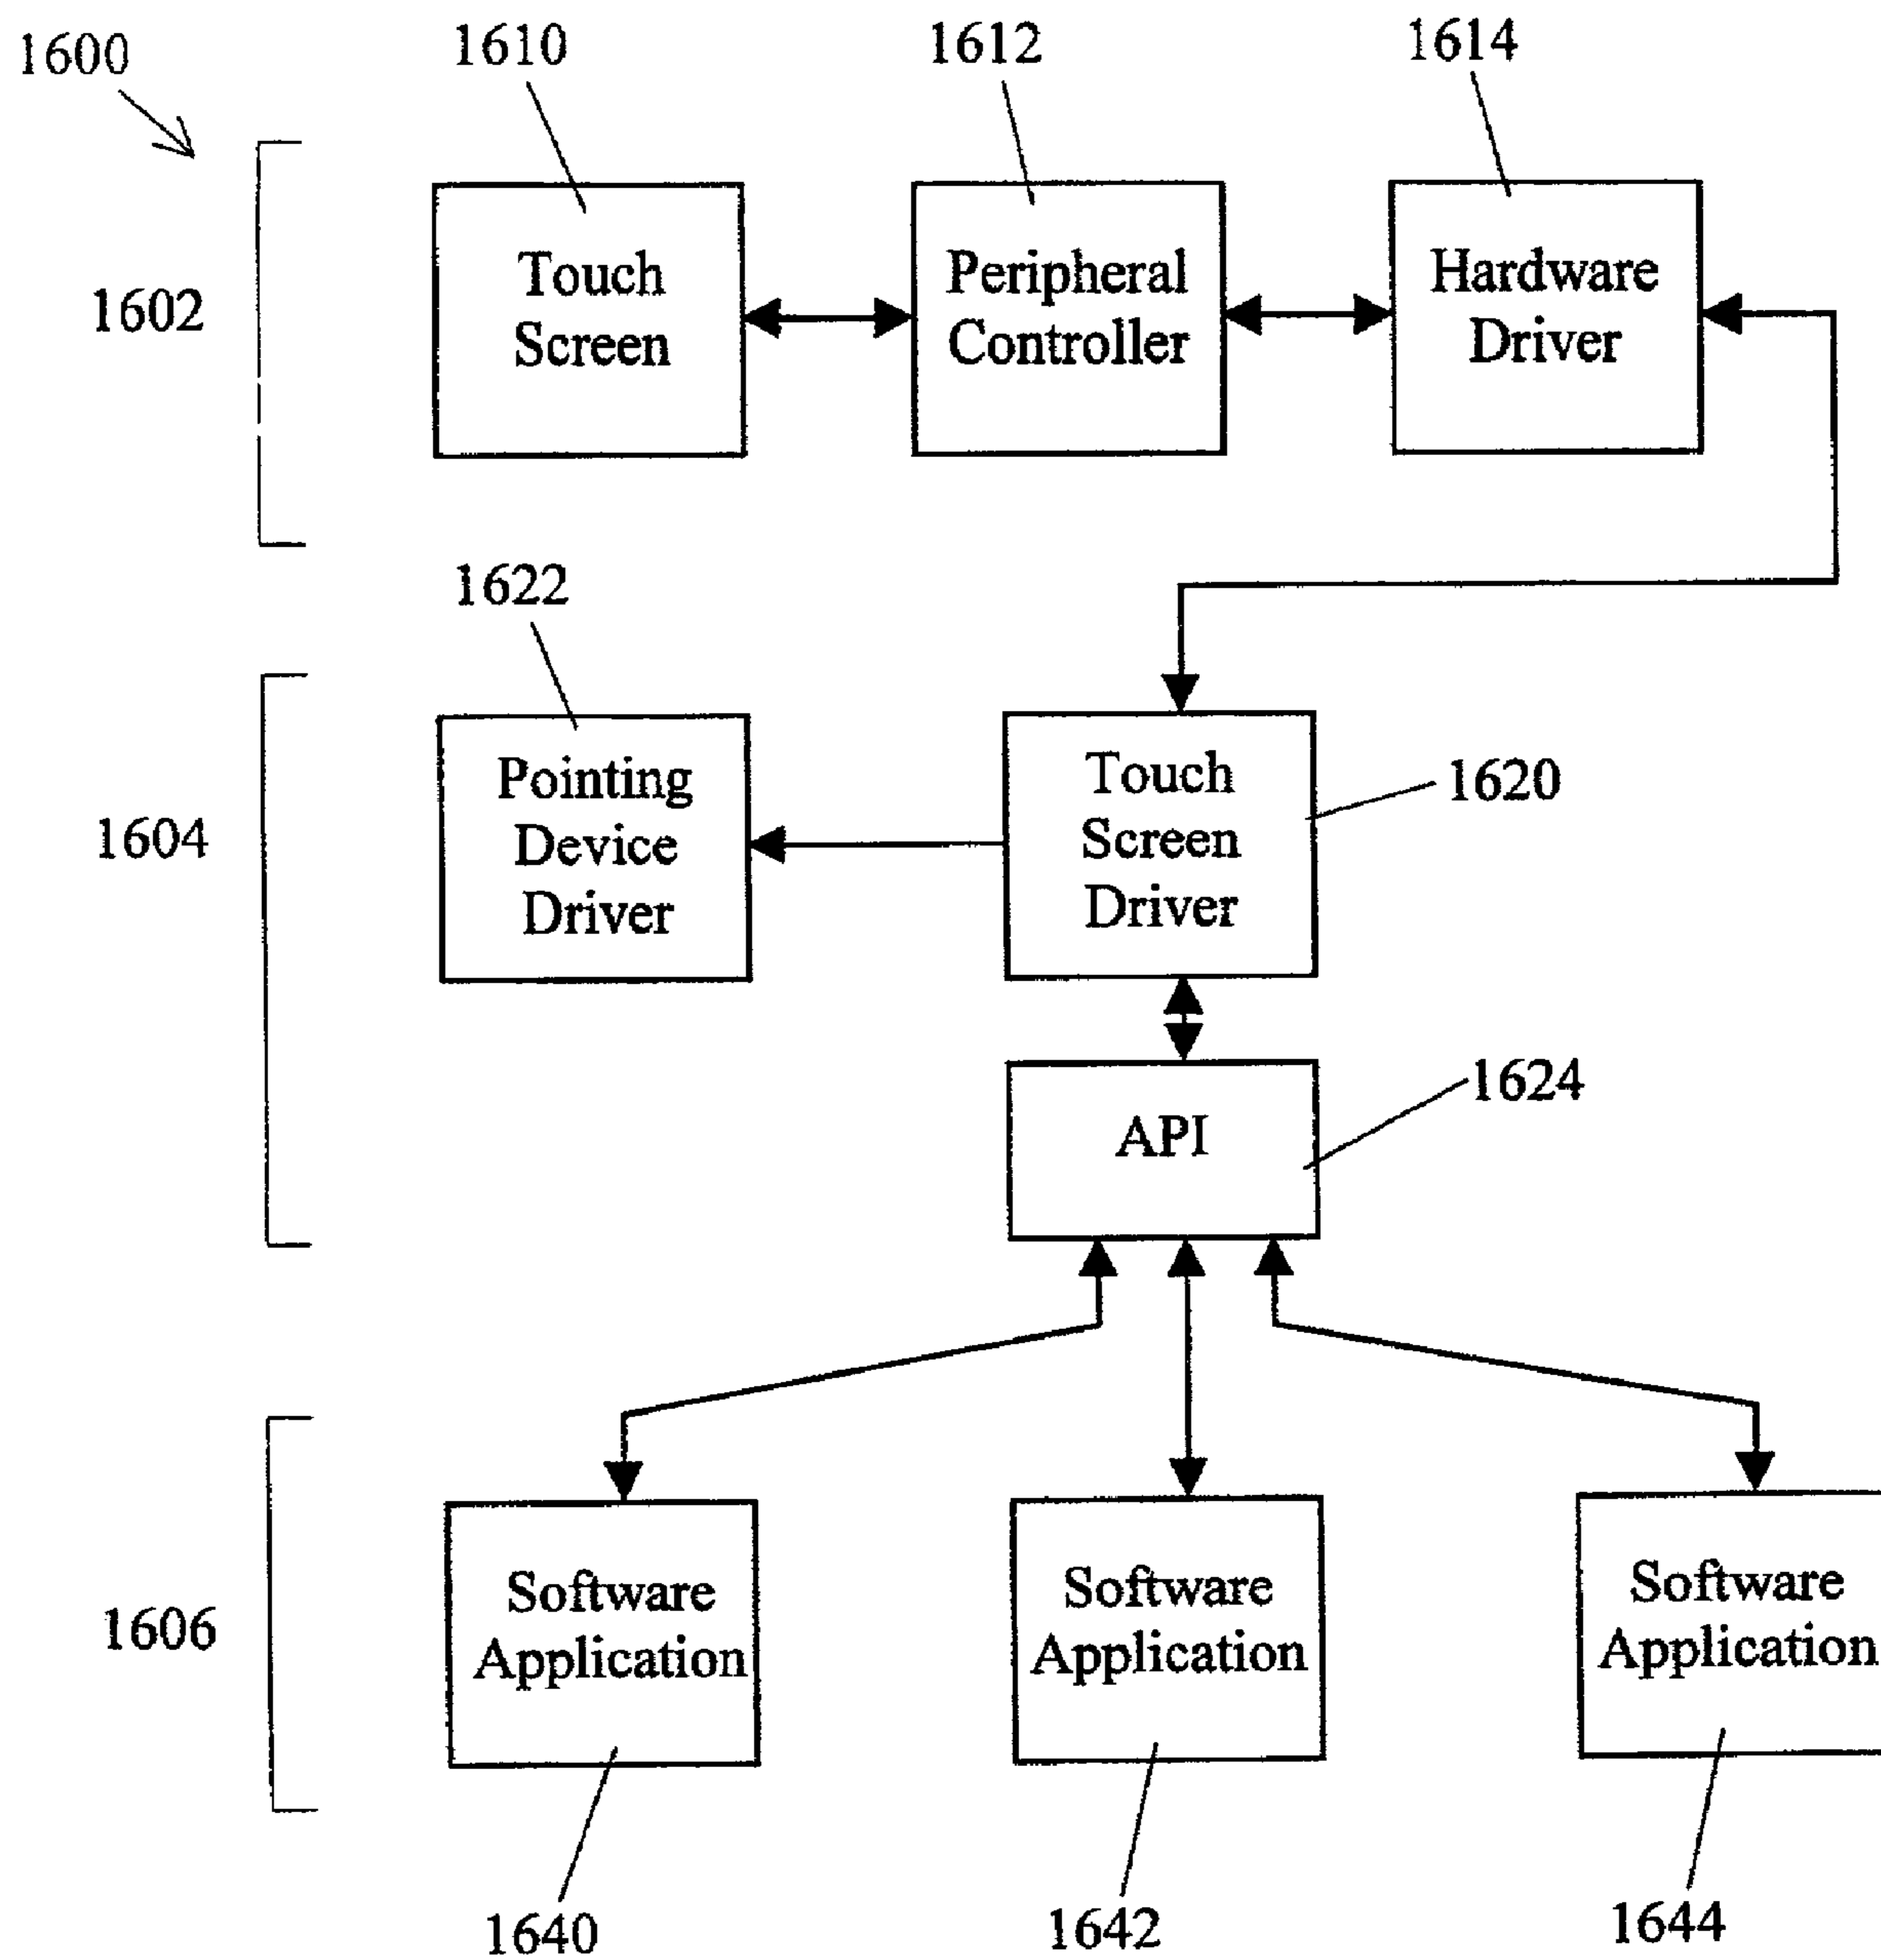 1600
1610
1612
1614
1602
Touch
Screen
Peripheral
Controller
Hardware
Driver
1622
1604
Pointing
Device
Driver
Touch
Screen
Driver
1620
API
1624
1606
Software
Application
Software
Application
Software
Application
1640
1642
1644